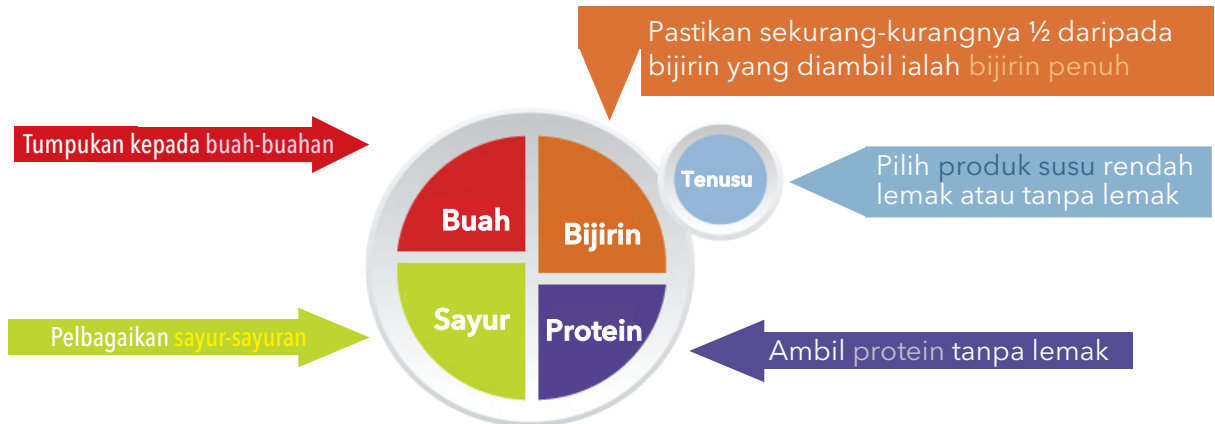 Pastikan sekurang-kurangnya ½ daripada
bijirin yang diambil ialah bijirin penuh
Tumpukan kepada buah-buahan
Tenusu
Pilih produk susu rendah
lemak atau tanpa lemak
Buah
Bijirin
Sayur
Protein
Pelbagaikan sayur-sayuran
Ambil protein tanpa lemak